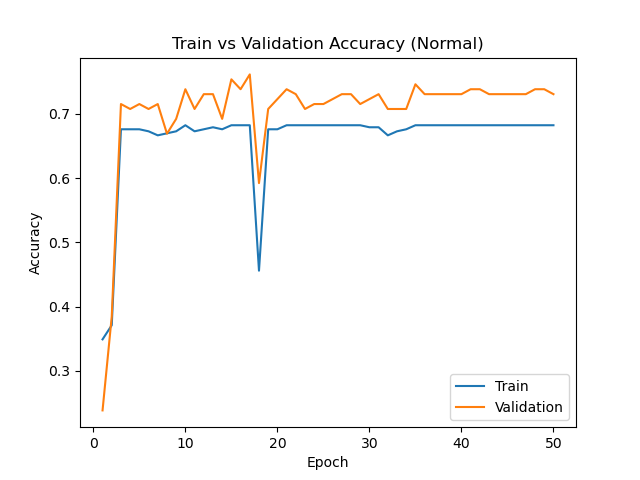 Train vs Validation Accuracy (Normal)
0.7
0.6
0.5
0.4
0.3
Accuracy
0 10 20 30 40 50
Epoch
Train
Validation